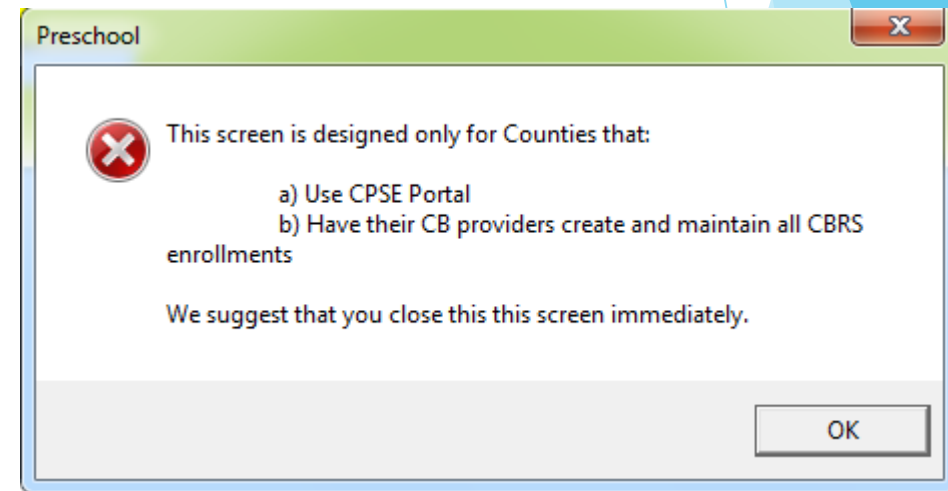 Preschool
This screen is designed only for Counties that:
a) Use CPSE Portal
b) Have their CB providers create and maintain all CBRS
enrollments
We suggest that you close this this screen immediately.
OK